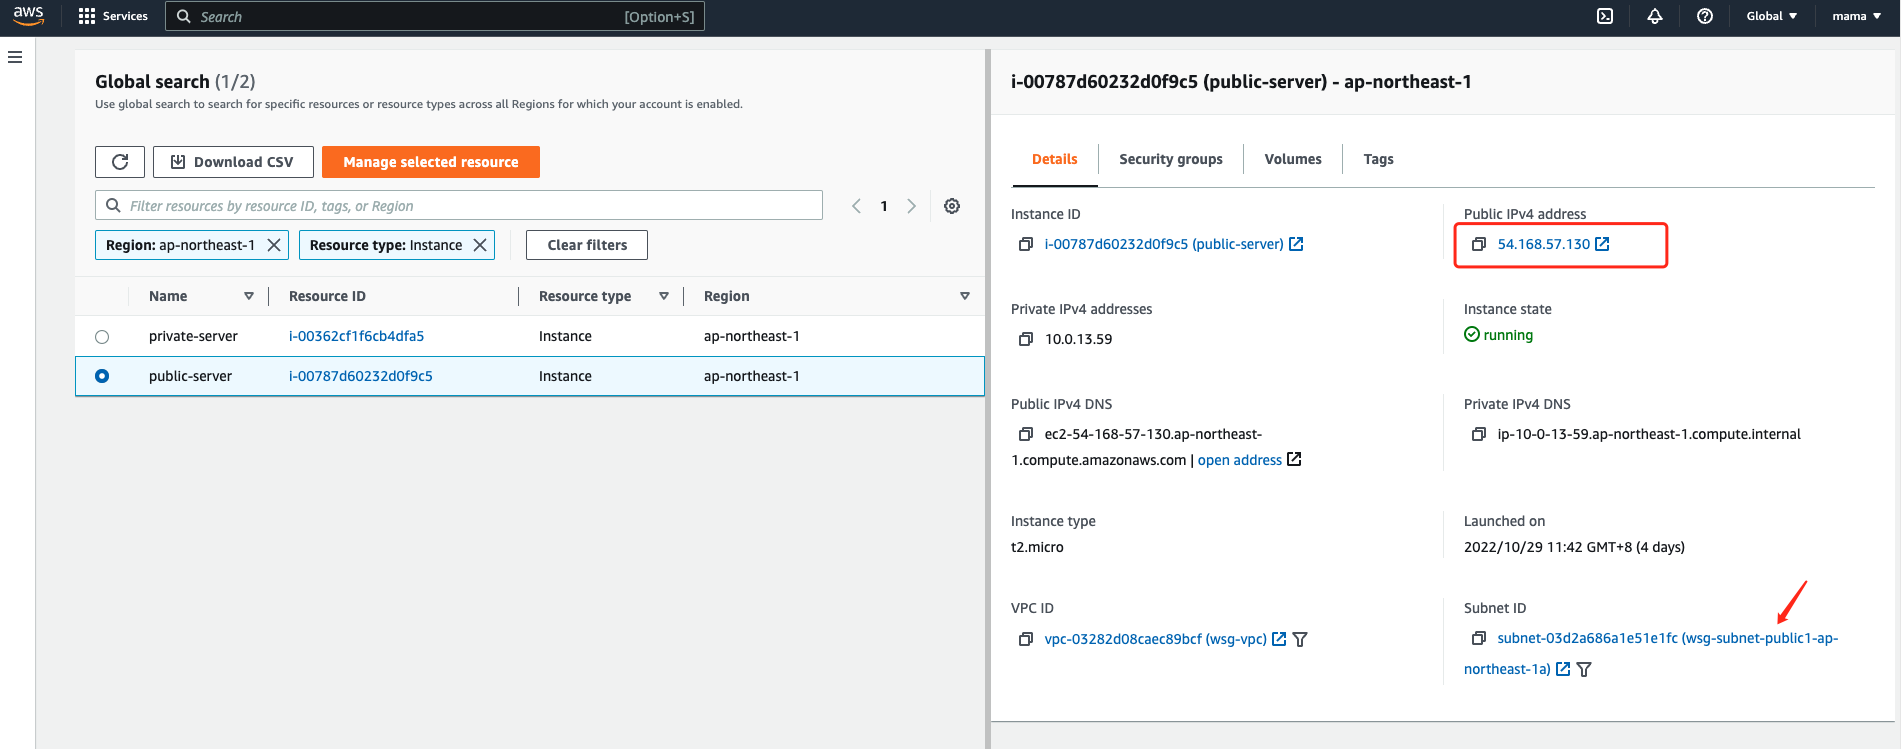 aws
Services
Search
[Option+S]
Global
mama
Global search (1/2)
Use global search to search for specific resources or resource types across all Regions for which your account is enabled.
Download CSV
Manage selected resource
Filter resources by resource ID, tags, or Region
1
Region: ap-northeast-1
Resource type: Instance
Clear filters
Name Resource ID Resource type Region
private-server i-00362cf1f6cb4dfa5 Instance ap-northeast-1
public-server i-00787d60232d0f9c5 Instance ap-northeast-1
i-00787d60232d0f9c5 (public-server) - ap-northeast-1
Details Security groups Volumes Tags
Instance ID
i-00787d60232d0f9c5 (public-server)
Public IPv4 address
54.168.57.130
Private IPv4 addresses
10.0.13.59
Instance state
running
Public IPv4 DNS
ec2-54-168-57-130.ap-northeast-
1.compute.amazonaws.com | open address
Private IPv4 DNS
ip-10-0-13-59.ap-northeast-1.compute.internal
Instance type
t2.micro
Launched on
2022/10/29 11:42 GMT+8 (4 days)
VPC ID
vpc-03282d08caec89bcf (wsg-vpc)
Subnet ID
subnet-03d2a686a1e51e1fc (wsg-subnet-public1-ap-
northeast-1a)